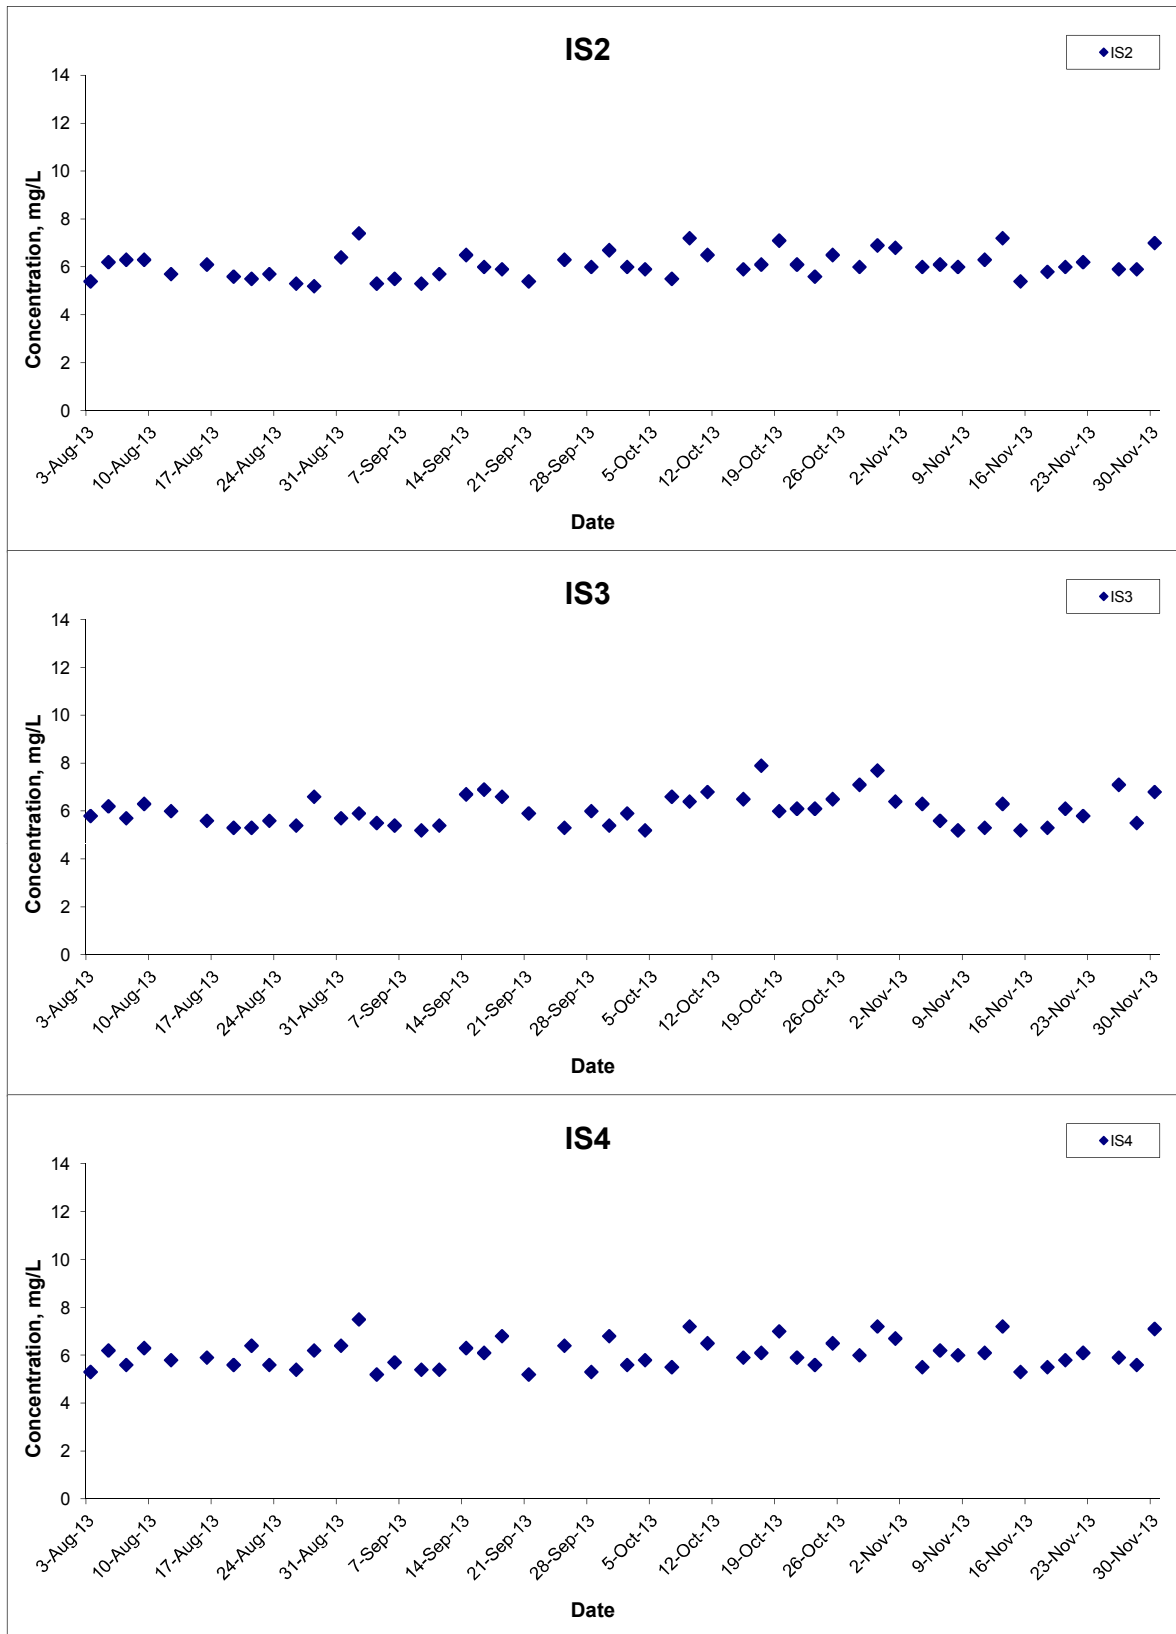 IS2
IS2
14
12
10
8
6
4
2
0
Concentration, mg/L
3-Aug-13
10-Aug-13
17-Aug-13
24-Aug-13
31-Aug-13
7-Sep-13
14-Sep-13
21-Sep-13
28-Sep-13
5-Oct-13
12-Oct-13
19-Oct-13
26-Oct-13
2-Nov-13
9-Nov-13
16-Nov-13
23-Nov-13
30-Nov-13
Date
IS3
IS3
14
12
10
8
6
4
2
0
Concentration, mg/L
3-Aug-13
10-Aug-13
17-Aug-13
24-Aug-13
31-Aug-13
7-Sep-13
14-Sep-13
21-Sep-13
28-Sep-13
5-Oct-13
12-Oct-13
19-Oct-13
26-Oct-13
2-Nov-13
9-Nov-13
16-Nov-13
23-Nov-13
30-Nov-13
Date
IS4
IS4
14
12
10
8
6
4
2
0
Concentration, mg/L
3-Aug-13
10-Aug-13
17-Aug-13
24-Aug-13
31-Aug-13
7-Sep-13
14-Sep-13
21-Sep-13
28-Sep-13
5-Oct-13
12-Oct-13
19-Oct-13
26-Oct-13
2-Nov-13
9-Nov-13
16-Nov-13
23-Nov-13
30-Nov-13
Date